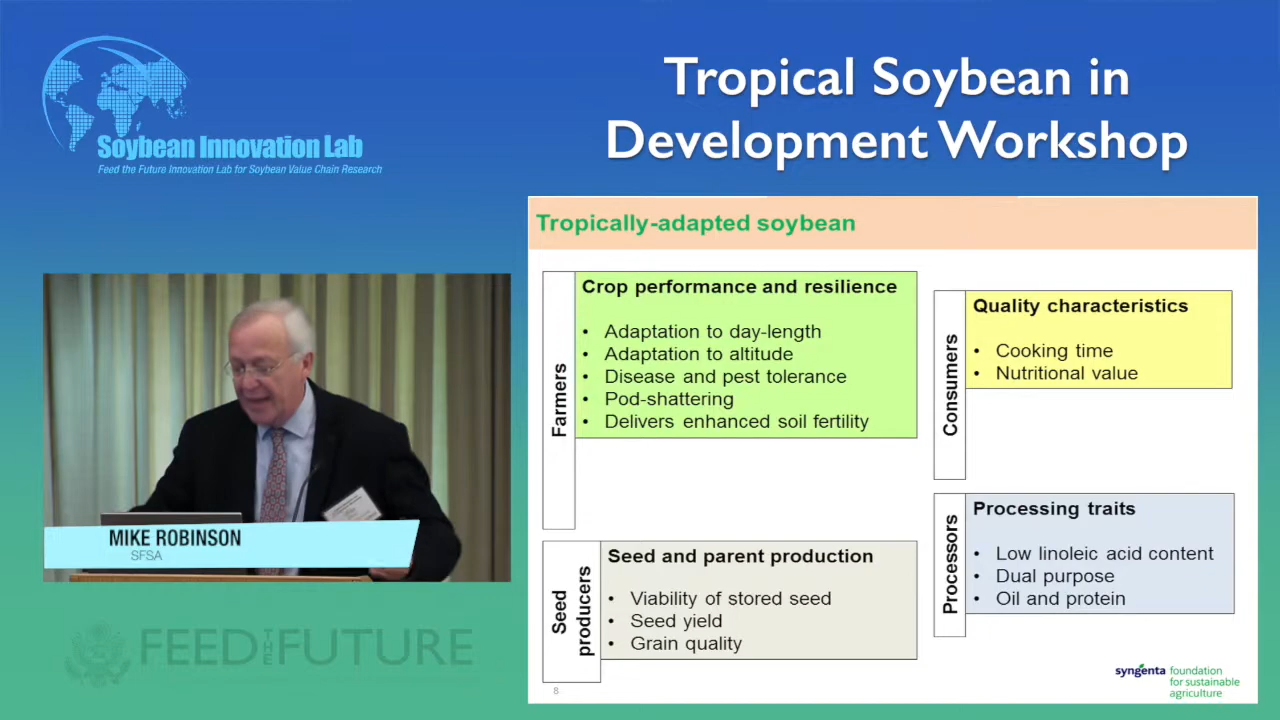 Soybean Innovation Lab
Feed the Future Innovation Lab for Soybean Value Chain Research
Tropical Soybean in
Development Workshop
Tropically-adapted soybean
Farmers
Crop performance and resilience
• Adaptation to day-length
• Adaptation to altitude
• Disease and pest tolerance
• Pod-shattering
• Delivers enhanced soil fertility
Consumers
Quality characteristics
• Cooking time
• Nutritional value
Seed
producers
Seed and parent production
• Viability of stored seed
• Seed yield
• Grain quality
Processors
Processing traits
• Low linoleic acid content
• Dual purpose
• Oil and protein
8
syngenta foundation
for sustainable
agriculture
MIKE ROBINSON
SFSA
FEED THE FUTURE